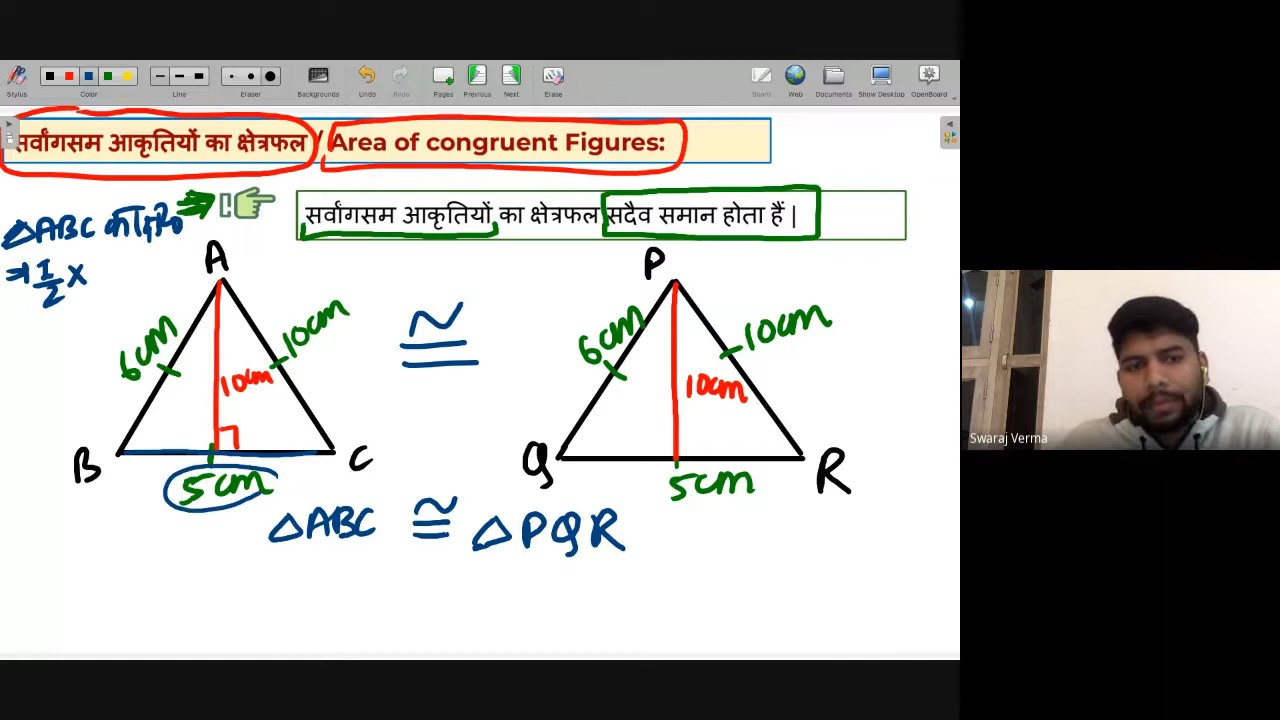 Stylus Color Line Eraser Backgrounds Undo Redo Pages Previous Next Erase Board Web Documents Show Desktop OpenBoard
सर्वांगसम आकृतियों का क्षेत्रफल / Area of congruent Figures:
सर्वांगसम आकृतियों का क्षेत्रफल सदैव समान होता हैं |
△ABC का
⇒ 1/2 ×
A
P
6cm 10cm
≅
6cm 10cm
10cm
10cm
B C
Q R
5cm
5cm
△ABC ≅ △PQR
Swaraj Verma